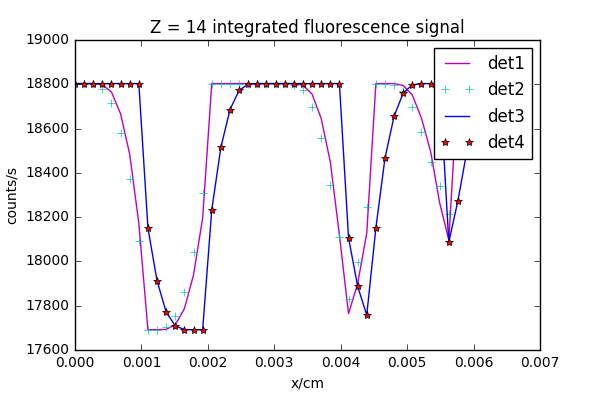 Z = 14 integrated fluorescence signal
19000
18800
18600
18400
18200
18000
17800
17600
counts/s
det1
det2
det3
det4
0.000 0.001 0.002 0.003 0.004 0.005 0.006 0.007
x/cm